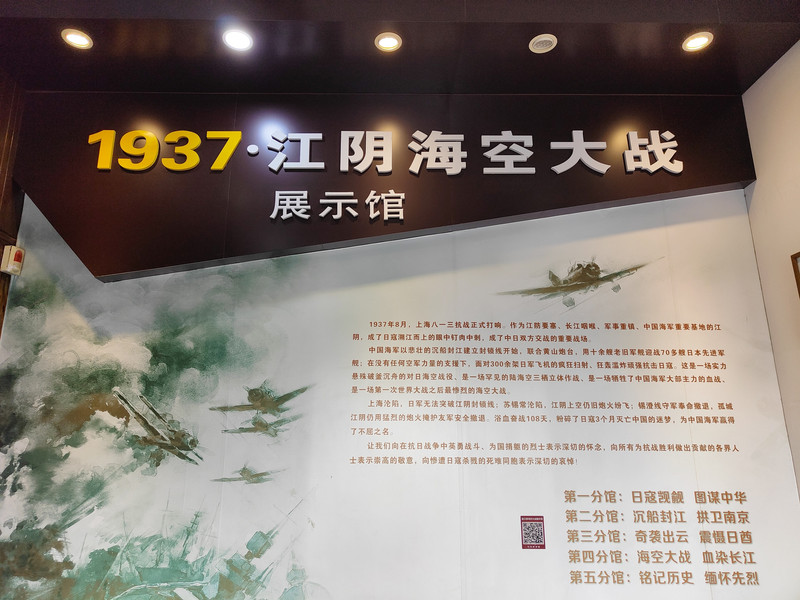 1937·江阴海空大战
展示馆
1937年8月，上海八一三抗战正式打响。作为江防要塞、长江咽喉、军事重镇、中国海军重要基地的江
阴，成了日寇溯江而上的眼中钉肉中刺，成了中日双方交战的重要战场。
中国海军以悲壮的沉船封江建立封锁线开始，联合黄山炮台，用十余艘老旧军舰迎战70多艘日本先进军
舰；在没有任何空军力量的支援下，面对300余架日军飞机的疯狂扫射、狂轰滥炸顽强抗击日寇。这是一场实力
悬殊破釜沉舟的对日海空战役、是一场罕见的陆海空三栖立体作战、是一场牺牲了中国海军大部主力的血战，
是一场第一次世界大战之后最惨烈的海空大战。
上海沦陷，日军无法突破江阴封锁线；苏锡常沦陷，江阴上空仍旧炮火纷飞；锡澄线守军奉命撤退，孤城
江阴仍用猛烈的炮火掩护友军安全撤退。浴血奋战108天，粉碎了日寇3个月灭亡中国的迷梦，为中国海军赢得
了不屈之名。
让我们向在抗日战争中英勇战斗，为国捐躯的烈士表示深切的怀念，向所有为抗战胜利做出贡献的各界人
士表示崇高的敬意，向惨遭日寇杀戮的死难同胞表示深切的哀悼！
第一分馆：日寇觊觎 图谋中华
第二分馆：沉船封江 拱卫南京
第三分馆：奇袭出云 震慑日酋
第四分馆：海空大战 血染长江
第五分馆：铭记历史 缅怀先烈